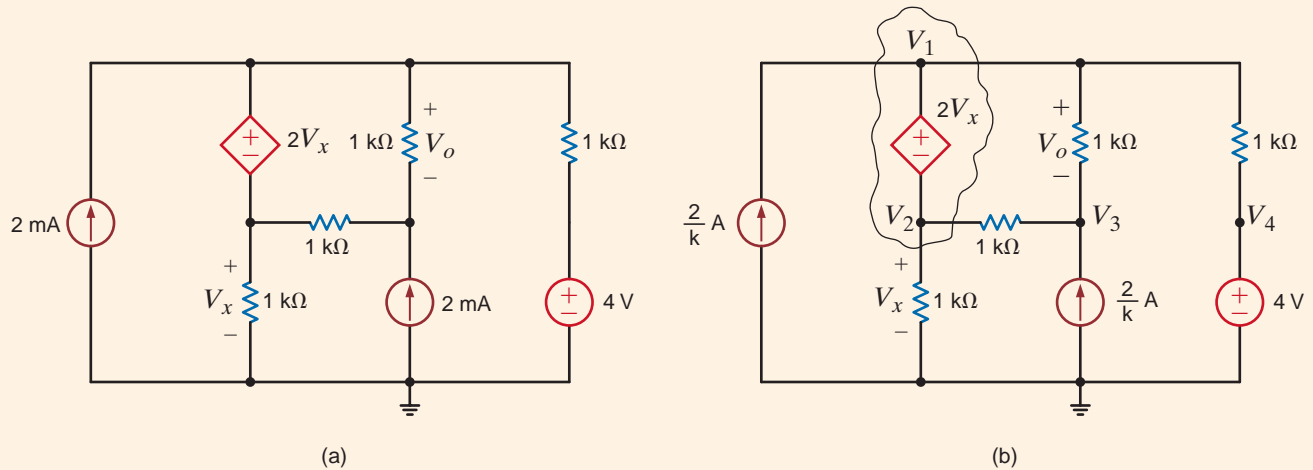 2 mA
+
−
2Vx
1 kΩ
+
Vo
−
1 kΩ
1 kΩ
+
Vx
−
1 kΩ
2 mA
+
−
4 V
(a)
2/k A
V1
+
−
2Vx
V2
+
Vo
−
1 kΩ
1 kΩ
V3
V4
1 kΩ
+
Vx
−
1 kΩ
2/k A
+
−
4 V
(b)